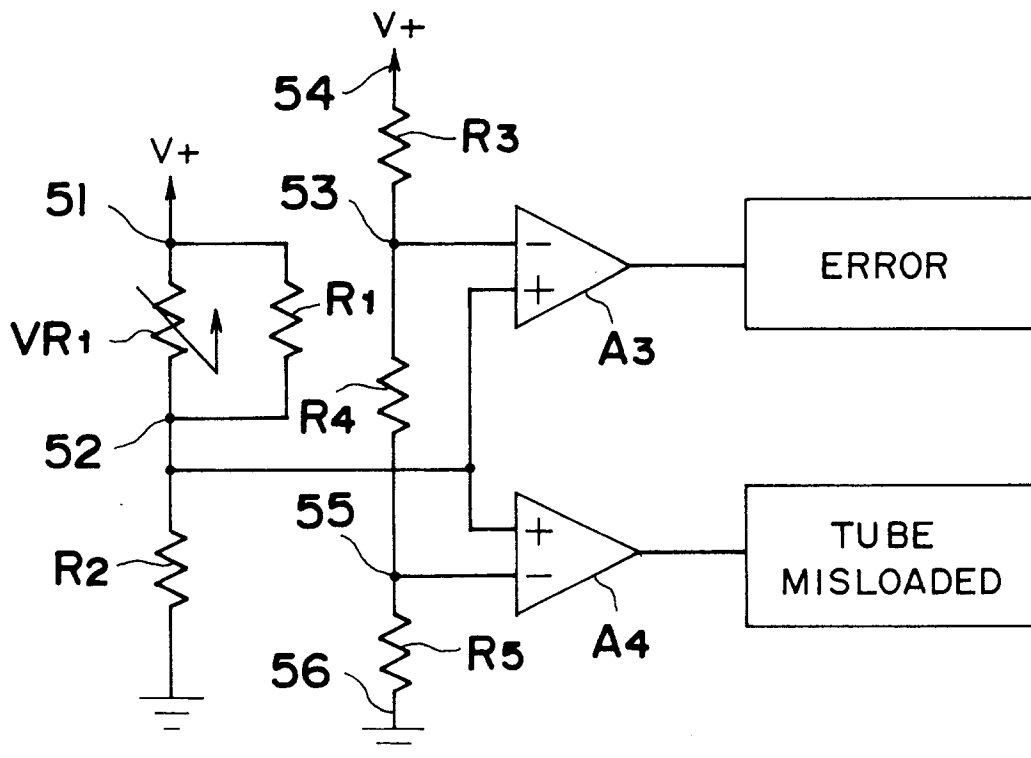 V+
54
R3
V+
51
53
−
+
ERROR
R1
VR1
A3
R4
52
55
+
−
TUBE
MISLOADED
R2
A4
R5
56